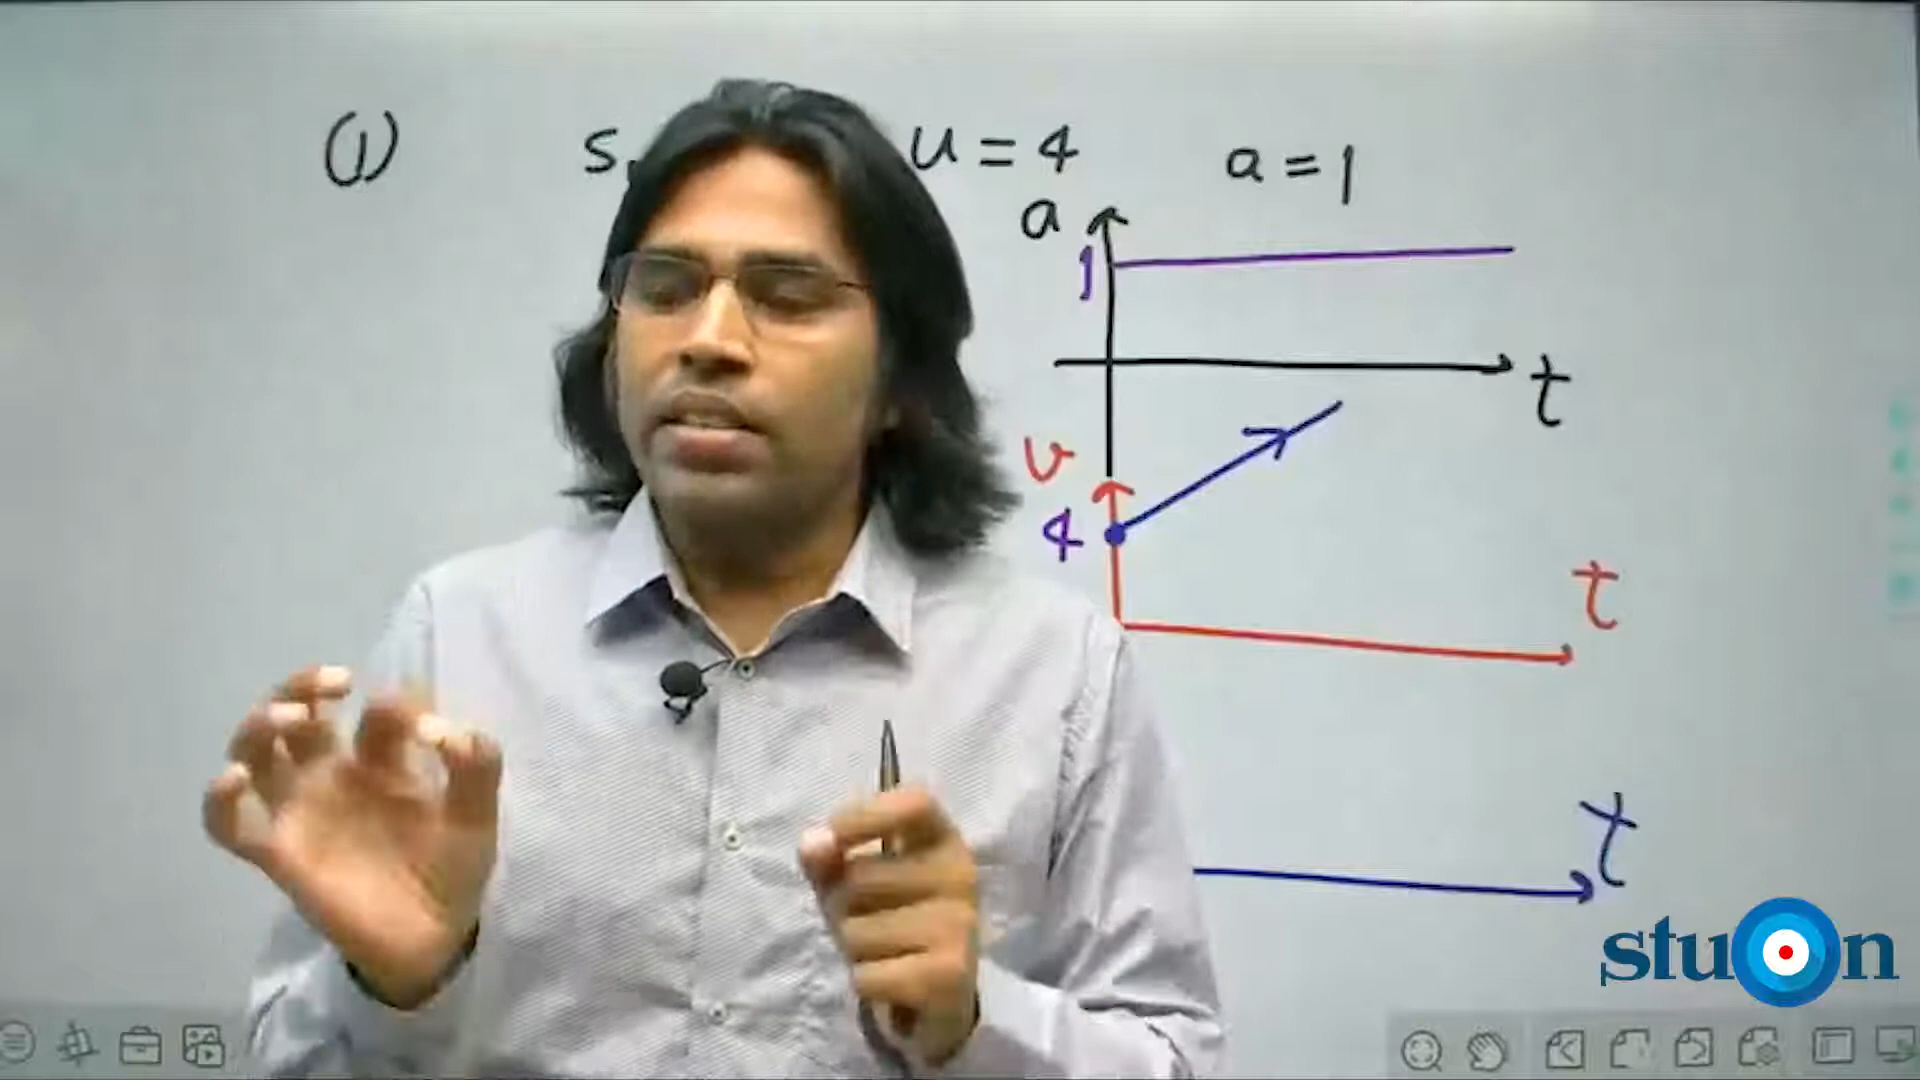 (1) s u = 4 a = 1
a
1
t
v
4
t
t
stuon